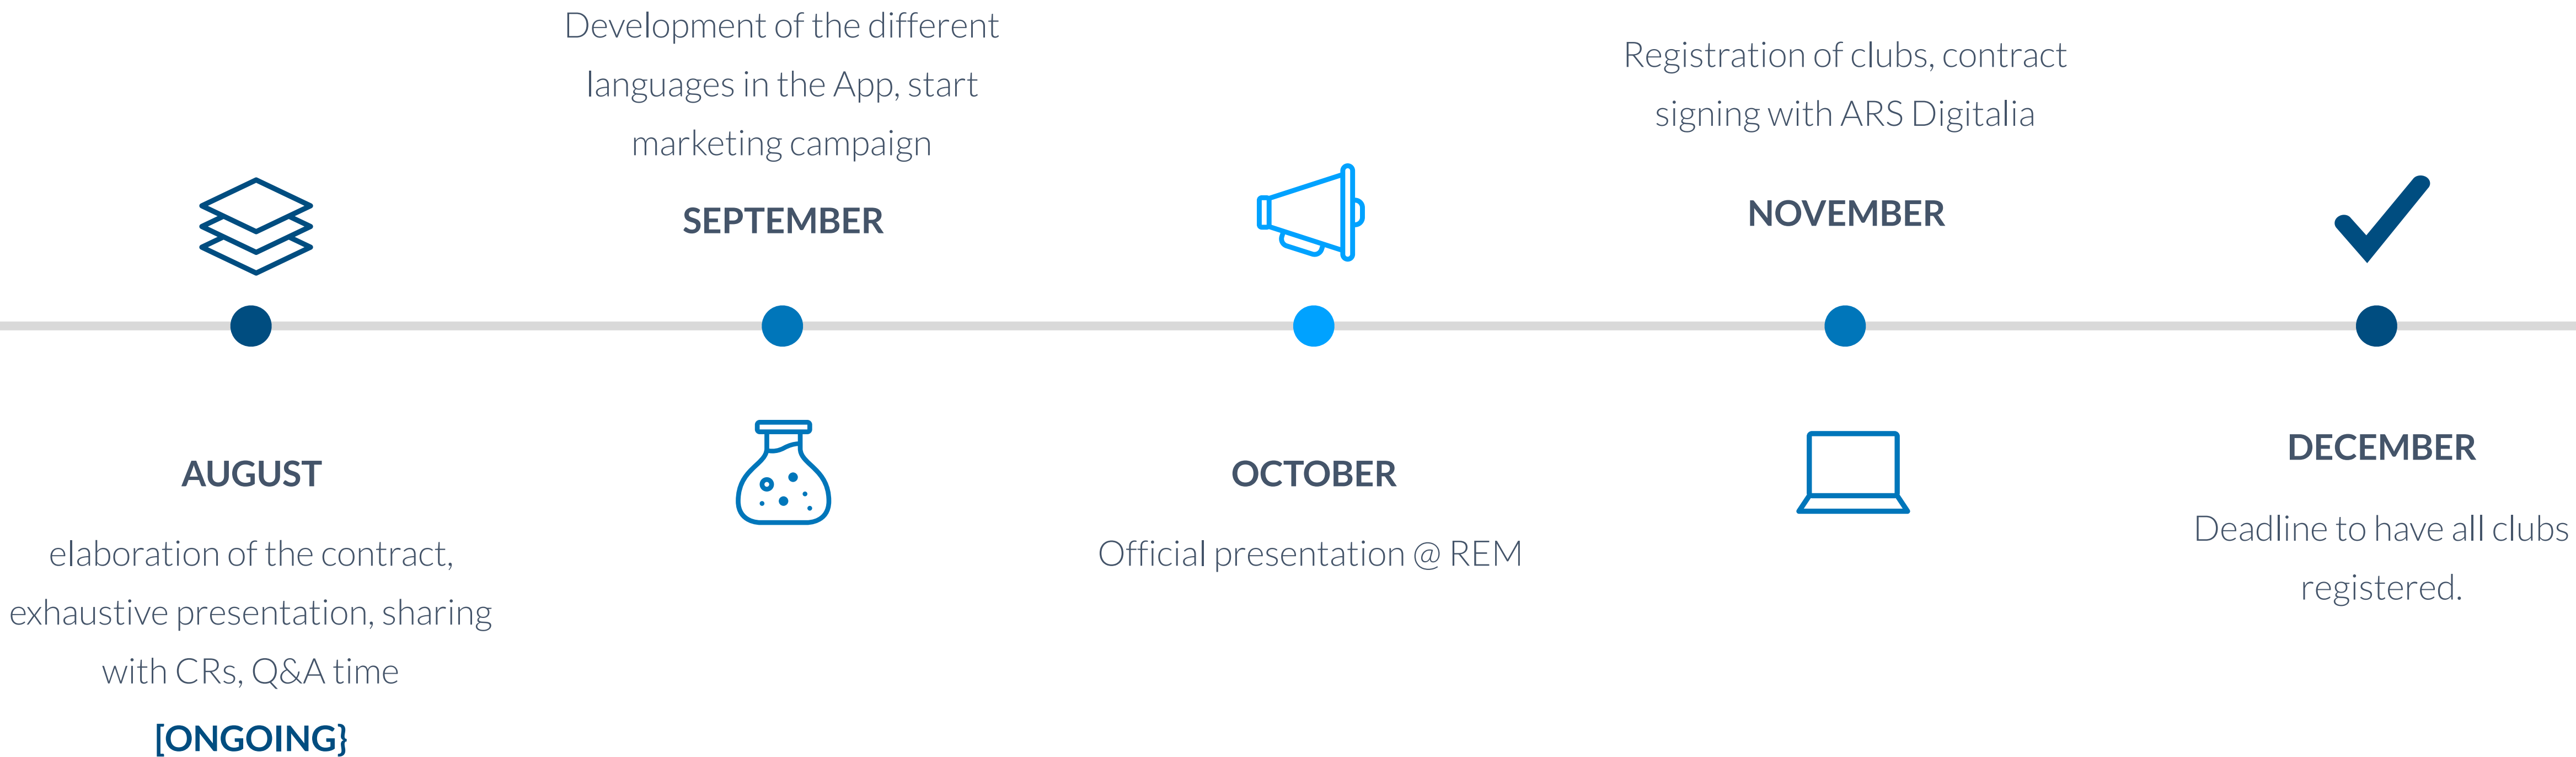 AUGUST
elaboration of the contract,
exhaustive presentation, sharing
with CRs, Q&A time
[ONGOING}
Development of the different
languages in the App, start
marketing campaign
SEPTEMBER
OCTOBER
Official presentation @ REM
Registration of clubs, contract
signing with ARS Digitalia
NOVEMBER
DECEMBER
Deadline to have all clubs
registered.